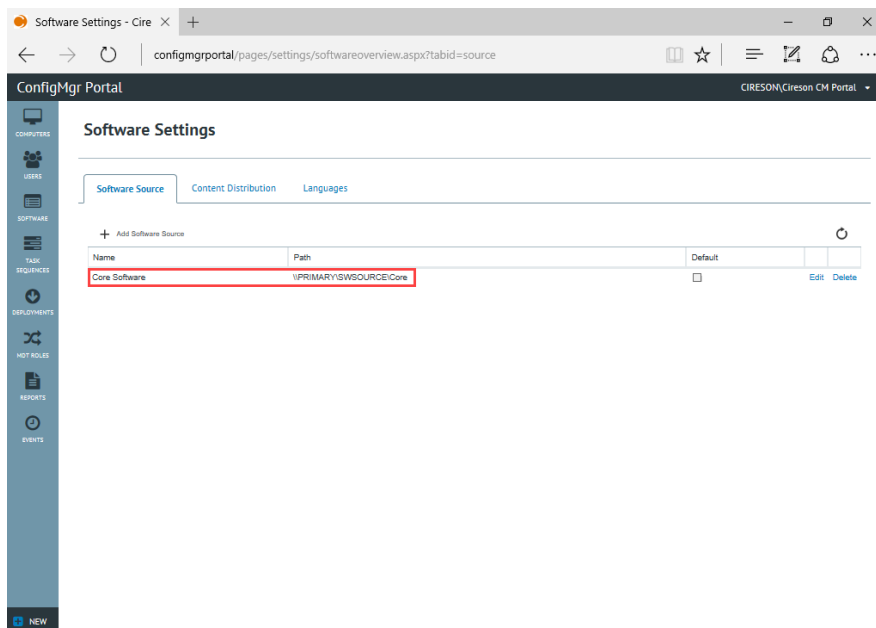 Software Settings - Cire
configmgrportal/pages/settings/softwareoverview.aspx?tabid=source
ConfigMgr Portal
CIRESON\Cireson CM Portal
COMPUTERS
USERS
SOFTWARE
TASK
SEQUENCES
DEPLOYMENTS
MDT ROLES
REPORTS
EVENTS
NEW
Software Settings
Software Source Content Distribution Languages
Add Software Source
Name Path Default
Core Software \\PRIMARY\SWSOURCE\Core Edit Delete